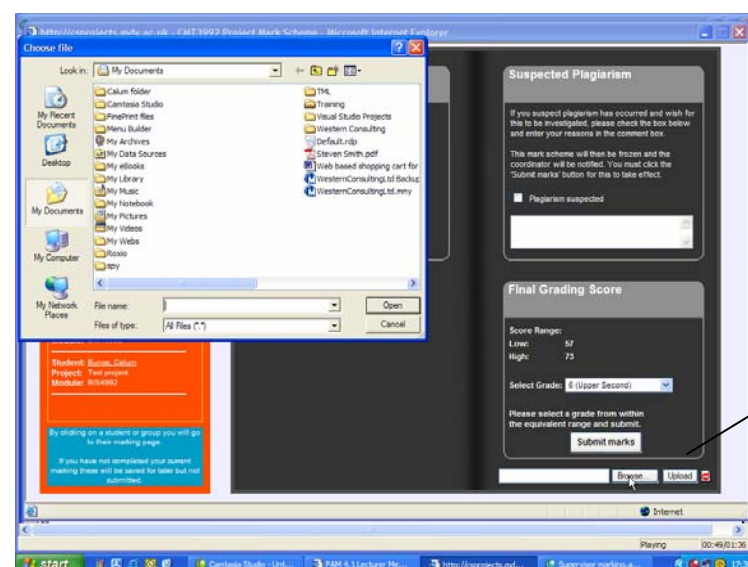 http://csprojects.mdx.ac.uk - CMT3992 Project Mark Scheme - Microsoft Internet Explorer
Choose file
Look in:
My Documents
My Recent Documents
Desktop
My Documents
My Computer
My Network Places
Calum folder
Camtasia Studio
FinePrint files
Menu Builder
My Archives
My Data Sources
My eBooks
My Library
My Music
My Notebook
My Pictures
My Videos
My Webs
Roxio
spy
TML
Training
Visual Studio Projects
Western Consulting
Default.rdp
Steven Smith.pdf
Web based shopping cart for
WesternConsultingLtd Backup
WesternConsultingLtd.mny
File name:
Open
Files of type:
All Files (*.*)
Cancel
Student:
Project: Test project
Module: BIS4992
By clicking on a student or group you will go
to their marking page.
If you have not completed your current
marking these will be saved for later but not
submitted.
Suspected Plagiarism
If you suspect plagiarism has occurred and wish for
this to be investigated, please check the box below
and enter your reasons in the comment box.
This mark scheme will then be frozen and the
coordinator will be notified. You must click the
'Submit marks' button for this to take effect.
Plagiarism suspected
Final Grading Score
Score Range:
Low: 57
High: 73
Select Grade: 6 (Upper Second)
Please select a grade from within
the equivalent range and submit.
Submit marks
Browse...
Upload
Internet
Playing
00:49/01:36
start
Camtasia Studio - Unt...
PAM 4.1 Lecturer Me...
http://csprojects.md...
Supervisor marking.a...